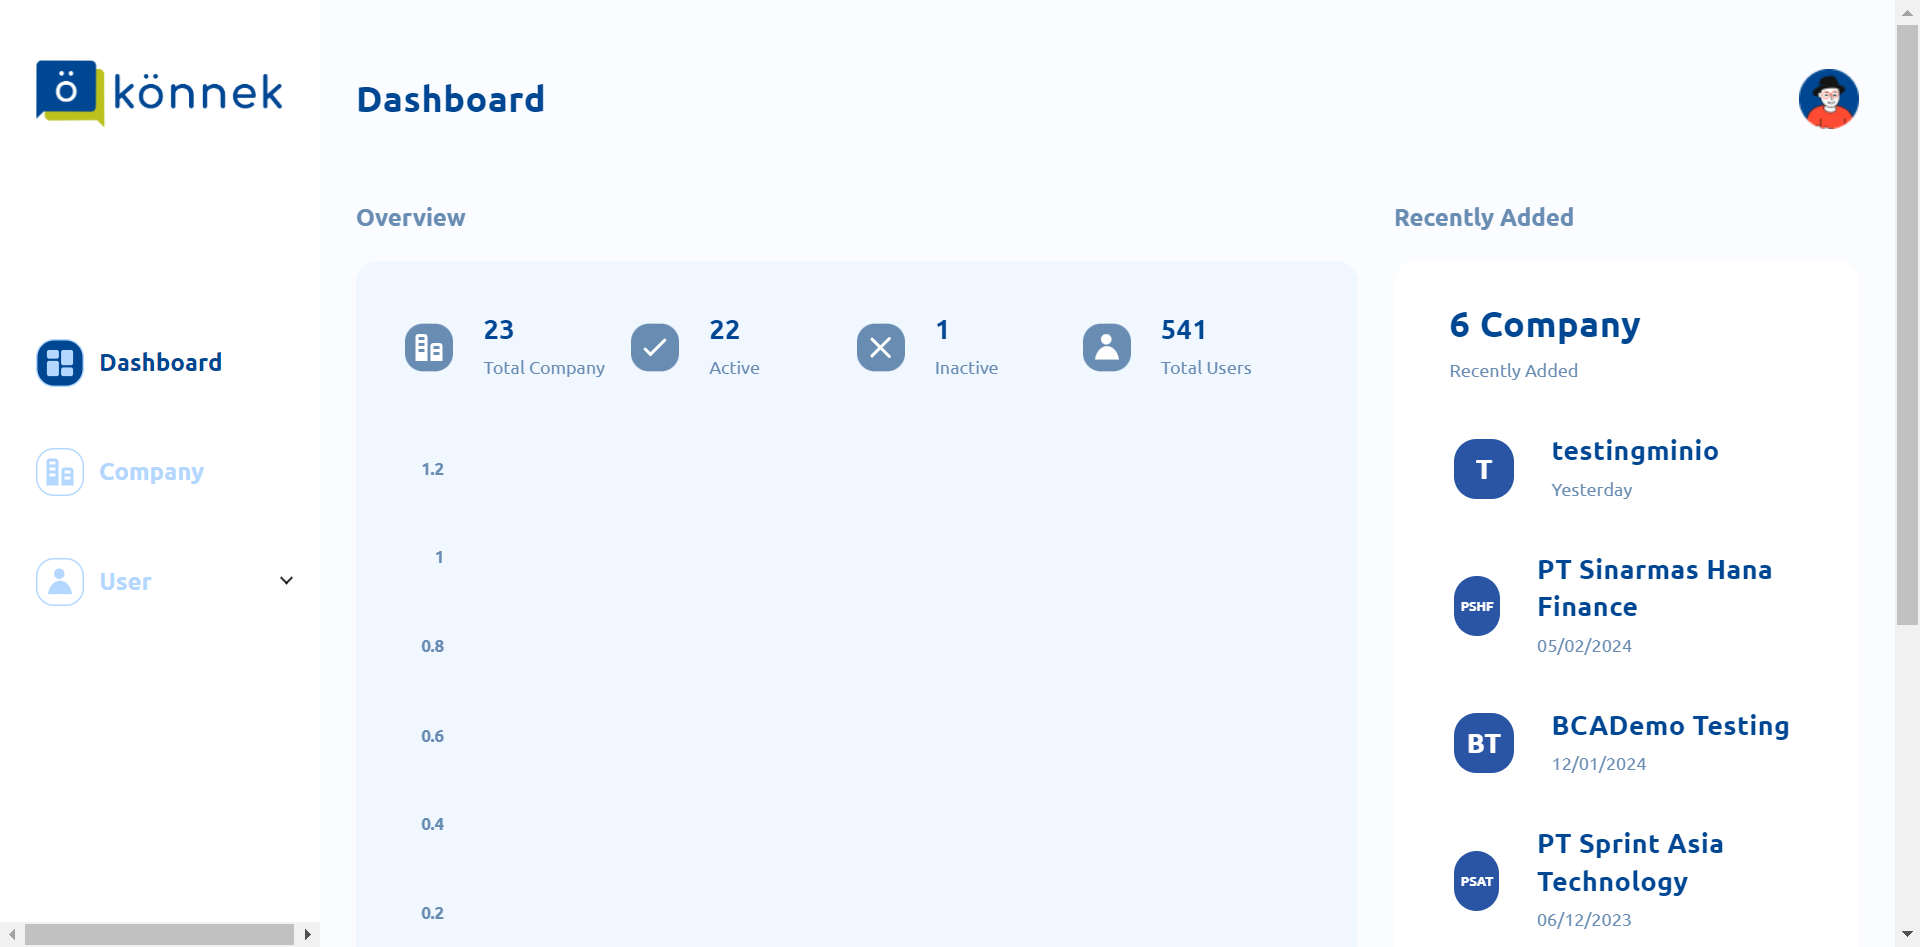 ö könnek
Dashboard
Company
User
Dashboard
Overview
23
Total Company
22
Active
1
Inactive
541
Total Users
1.2
1
0.8
0.6
0.4
0.2
Recently Added
6 Company
Recently Added
T
testingminio
Yesterday
PSHF
PT Sinarmas Hana
Finance
05/02/2024
BT
BCADemo Testing
12/01/2024
PSAT
PT Sprint Asia
Technology
06/12/2023